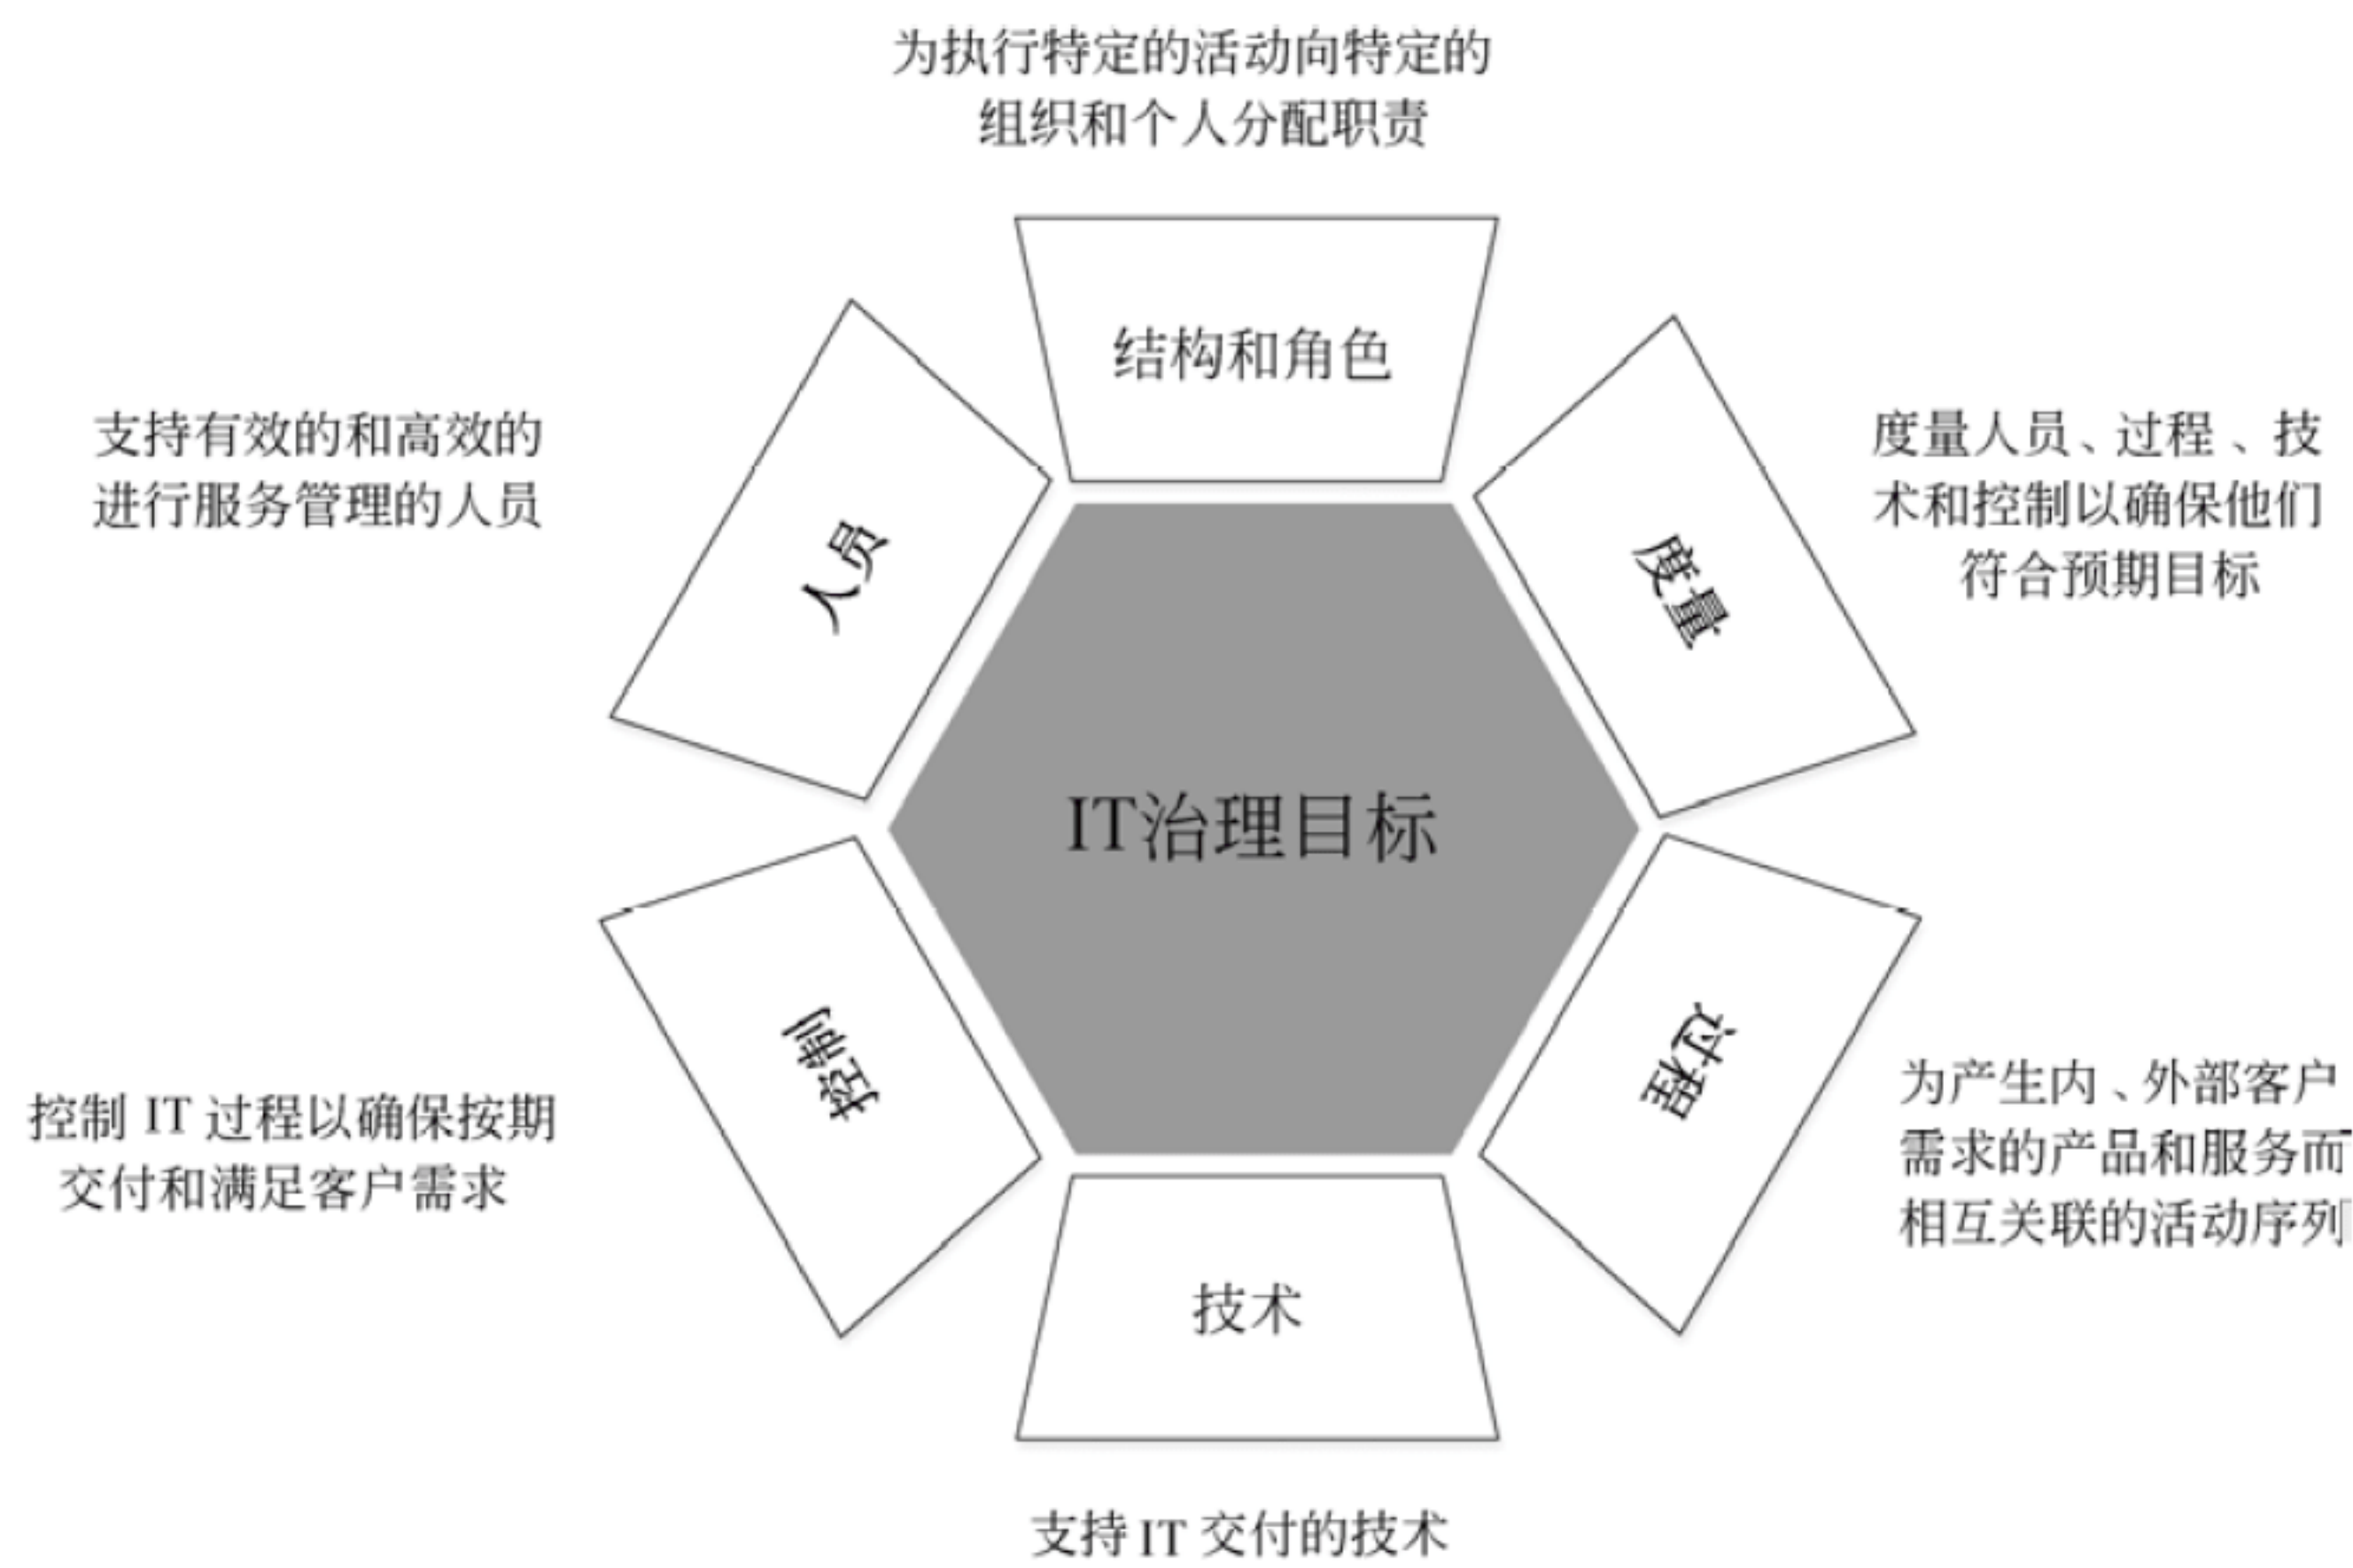 为执行特定的活动向特定的
组织和个人分配职责
结构和角色
支持有效的和高效的
进行服务管理的人员
人员
度量
度量人员、过程、技
术和控制以确保他们
符合预期目标
IT治理目标
控制
控制 IT 过程以确保按期
交付和满足客户需求
过程
为产生内、外部客户
需求的产品和服务而
相互关联的活动序列
技术
支持 IT 交付的技术